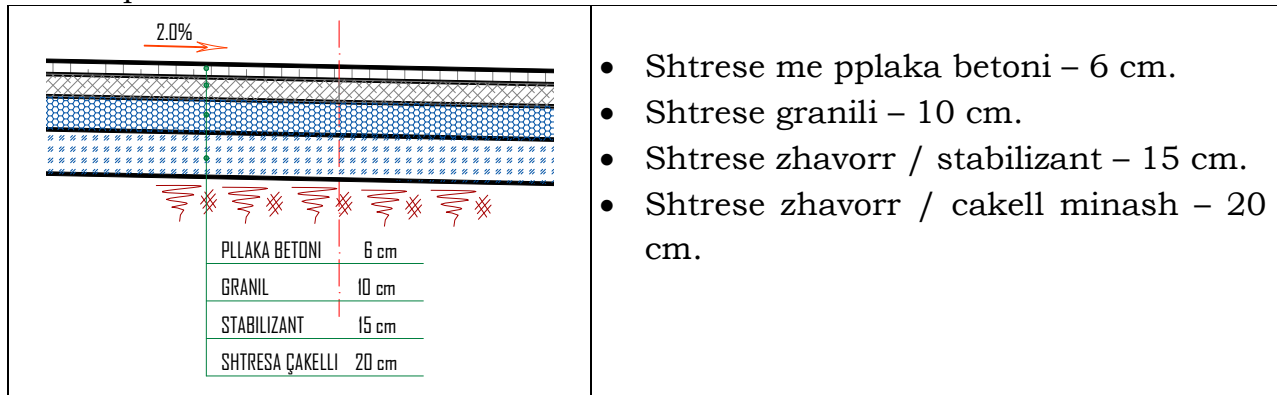 2.0%
PLLAKA BETONI 6 cm
GRANIL 10 cm
STABILIZANT 15 cm
SHTRESA ÇAKELLI 20 cm
• Shtrese me pplaka betoni – 6 cm.
• Shtrese granili – 10 cm.
• Shtrese zhavorr / stabilizant – 15 cm.
• Shtrese zhavorr / cakell minash – 20
cm.